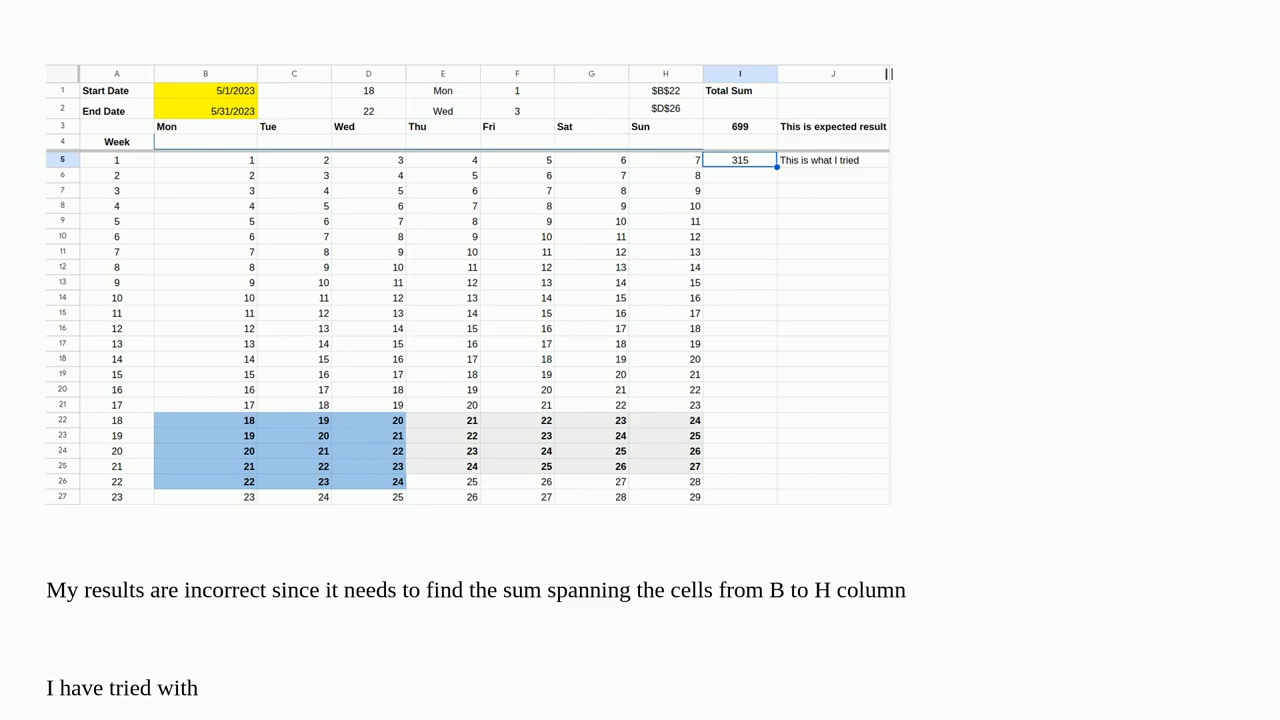 A B C D E F G H I J
1 Start Date 5/1/2023 18 Mon 1 $B$22 Total Sum
2 End Date 5/31/2023 22 Wed 3 $D$26
3 Mon Tue Wed Thu Fri Sat Sun 699 This is expected result
4 Week
5 1 1 2 3 4 5 6 7 315 This is what I tried
6 2 2 3 4 5 6 7 8
7 3 3 4 5 6 7 8 9
8 4 4 5 6 7 8 9 10
9 5 5 6 7 8 9 10 11
10 6 6 7 8 9 10 11 12
11 7 7 8 9 10 11 12 13
12 8 8 9 10 11 12 13 14
13 9 9 10 11 12 13 14 15
14 10 10 11 12 13 14 15 16
15 11 11 12 13 14 15 16 17
16 12 12 13 14 15 16 17 18
17 13 13 14 15 16 17 18 19
18 14 14 15 16 17 18 19 20
19 15 15 16 17 18 19 20 21
20 16 16 17 18 19 20 21 22
21 17 17 18 19 20 21 22 23
22 18 18 19 20 21 22 23 24
23 19 19 20 21 22 23 24 25
24 20 20 21 22 23 24 25 26
25 21 21 22 23 24 25 26 27
26 22 22 23 24 25 26 27 28
27 23 23 24 25 26 27 28 29
My results are incorrect since it needs to find the sum spanning the cells from B to H column
I have tried with